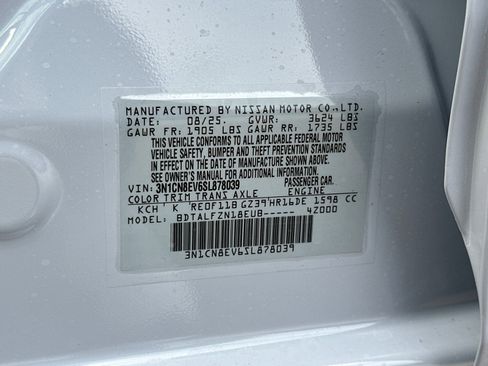 MANUFACTURED BY NISSAN MOTOR CO., LTD.
DATE: 08/25. GVWR: 3624 LBS
GAWR FR: 1905 LBS GAWR RR: 1735 LBS
THIS VEHICLE CONFORMS TO ALL APPLICABLE FEDERAL MOTOR
VEHICLE SAFETY, BUMPER AND THEFT PREVENTION STANDARDS
IN EFFECT ON THE DATE OF MANUFACTURE SHOWN ABOVE.
SEE OWNER'S MANUAL FOR ADDITIONAL INFORMATION.
VIN: 3N1CN8EV6SL878039 PASSENGER CAR.
COLOR TRIM TRANS AXLE ENGINE
KCH K RE0F11B GZ39 HR16DE 1598 CC
MODEL: BDTALFZN18EUB----- 42000
3N1CN8EV6SL878039